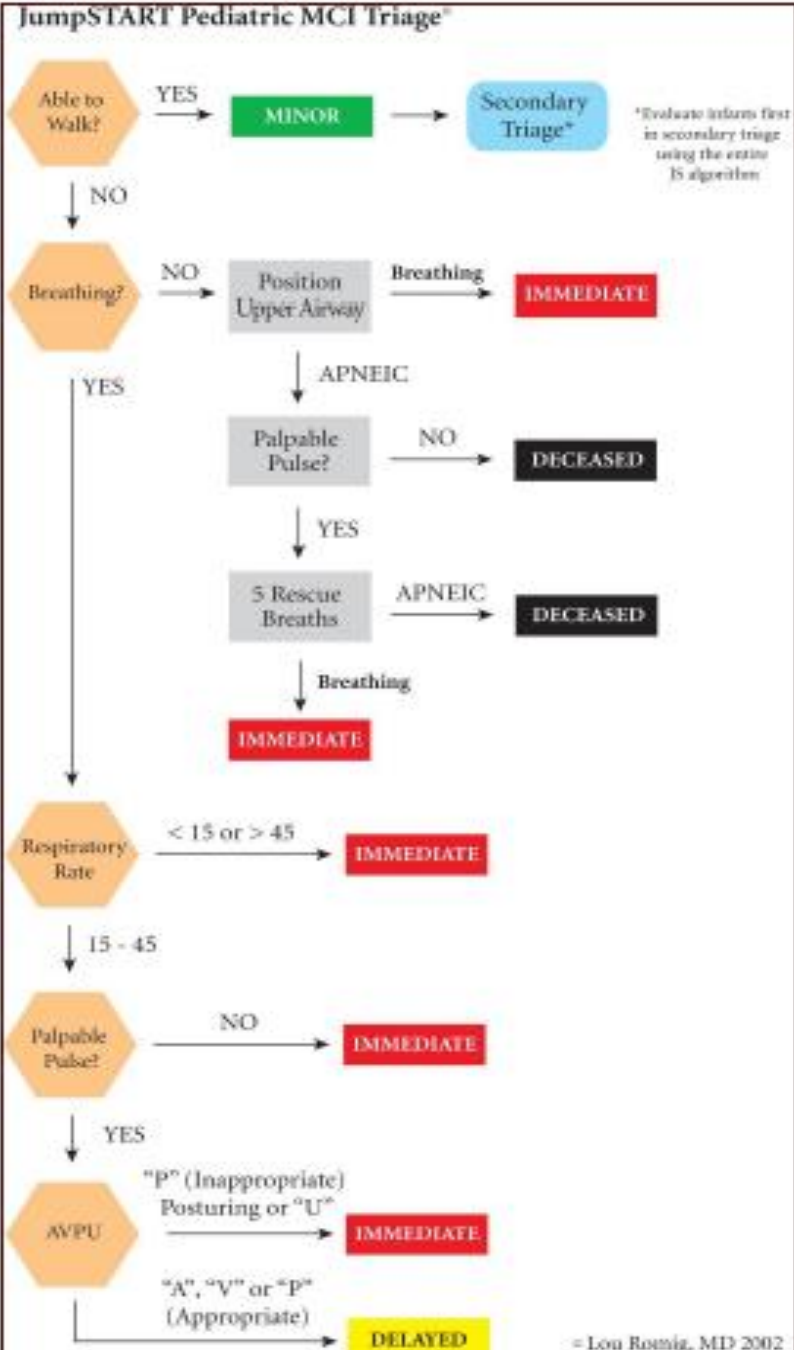 JumpSTART Pediatric MCI Triage®
Able to
Walk?
YES
MINOR
Secondary
Triage*
*Evaluate infants first
in secondary triage
using the entire
JS algorithm
NO
Breathing?
NO
Position
Upper Airway
Breathing
IMMEDIATE
APNEIC
YES
Palpable
Pulse?
NO
DECEASED
YES
5 Rescue
Breaths
APNEIC
DECEASED
Breathing
IMMEDIATE
Respiratory
Rate
< 15 or > 45
IMMEDIATE
15 - 45
Palpable
Pulse?
NO
IMMEDIATE
YES
AVPU
"P" (Inappropriate)
Posturing or "U"
IMMEDIATE
"A", "V" or "P"
(Appropriate)
DELAYED
Lou Romig, MD 2002